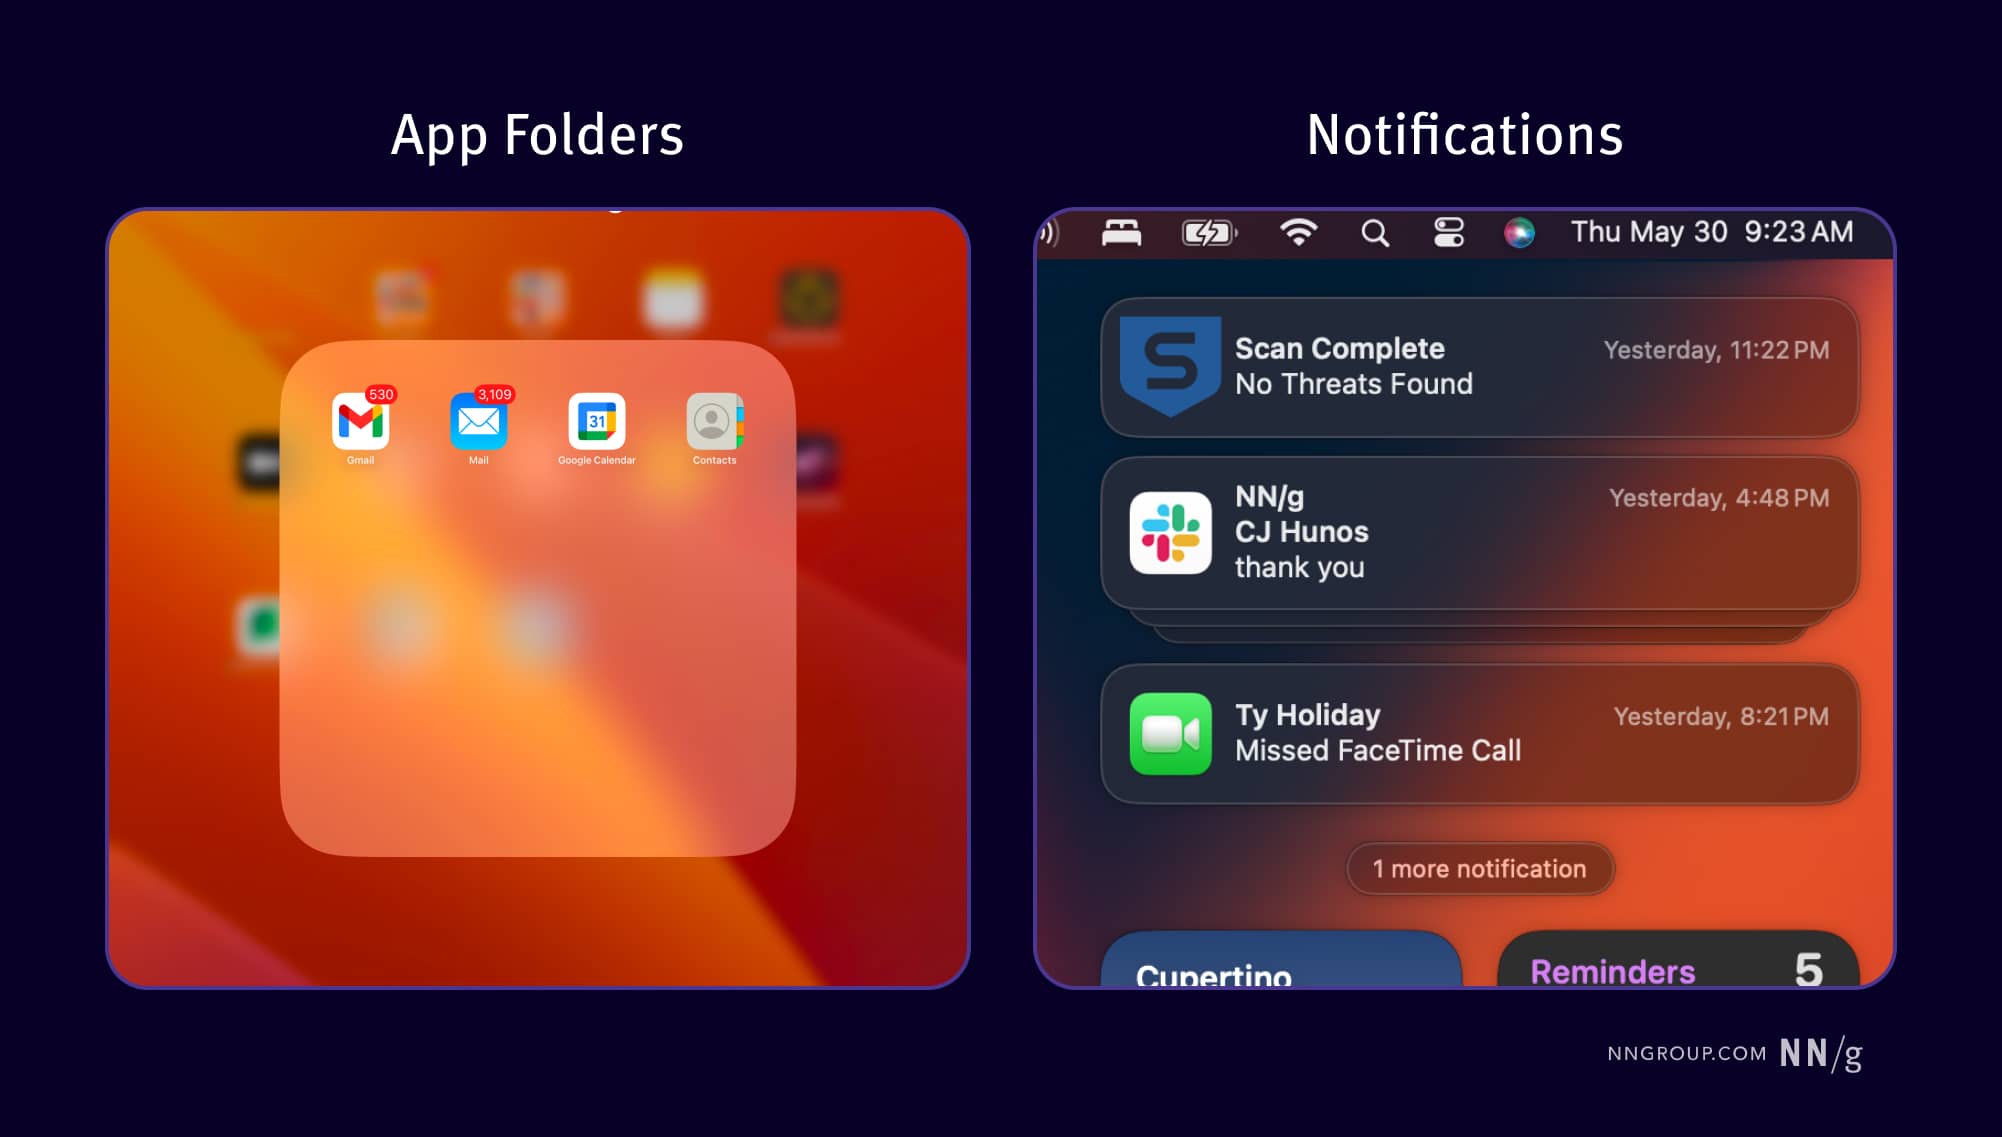 App Folders
Notifications
530
3,109
31
Gmail
Mail
Google Calendar
Contacts
Thu May 30 9:23 AM
S
Scan Complete
Yesterday, 11:22 PM
No Threats Found
NN/g
Yesterday, 4:48 PM
CJ Hunos
thank you
Ty Holiday
Yesterday, 8:21 PM
Missed FaceTime Call
1 more notification
Cupertino
Reminders
5
NNGROUP.COM NN/g